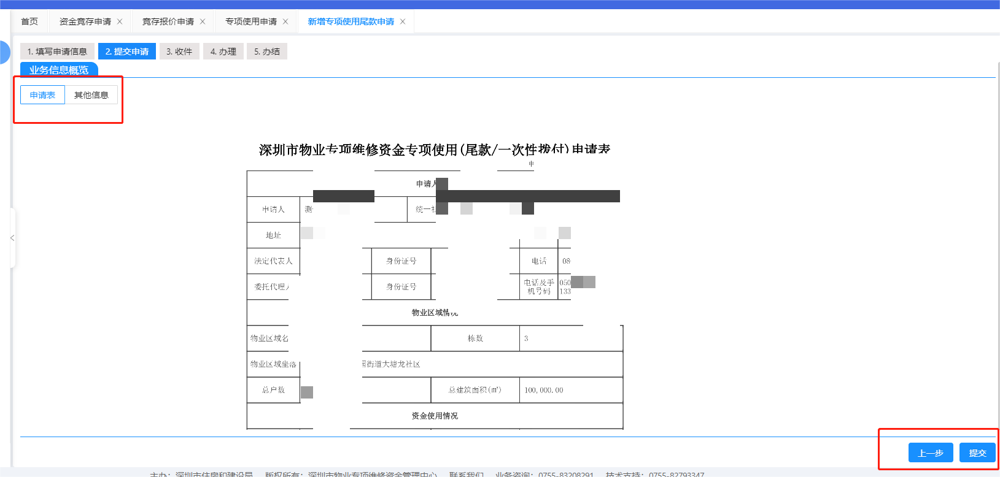 首页 资金竞存申请 × 竞存报价申请 × 专项使用申请 × 新增专项使用尾款申请 ×
1. 填写申请信息 2. 提交申请 3. 收件 4. 办理 5. 办结
业务信息概览
申请表 其他信息
深圳市物业专项维修资金专项使用(尾款/一次性拨付)申请表
申
申请人
申请人 测 统一社
地址
法定代表人 身份证号 电话 08
委托代理人 身份证号 电话及手机号码 050 133
物业区域情况
物业区域名 栋数 3
物业区域坐落 园街道大塘龙社区
总户数 总建筑面积(㎡) 100,000.00
资金使用情况
上一步 提交
主办：深圳市住房和建设局 版权所有：深圳市物业专项维修资金管理中心 联系我们 业务咨询：0755-83208291 技术支持：0755-82793347